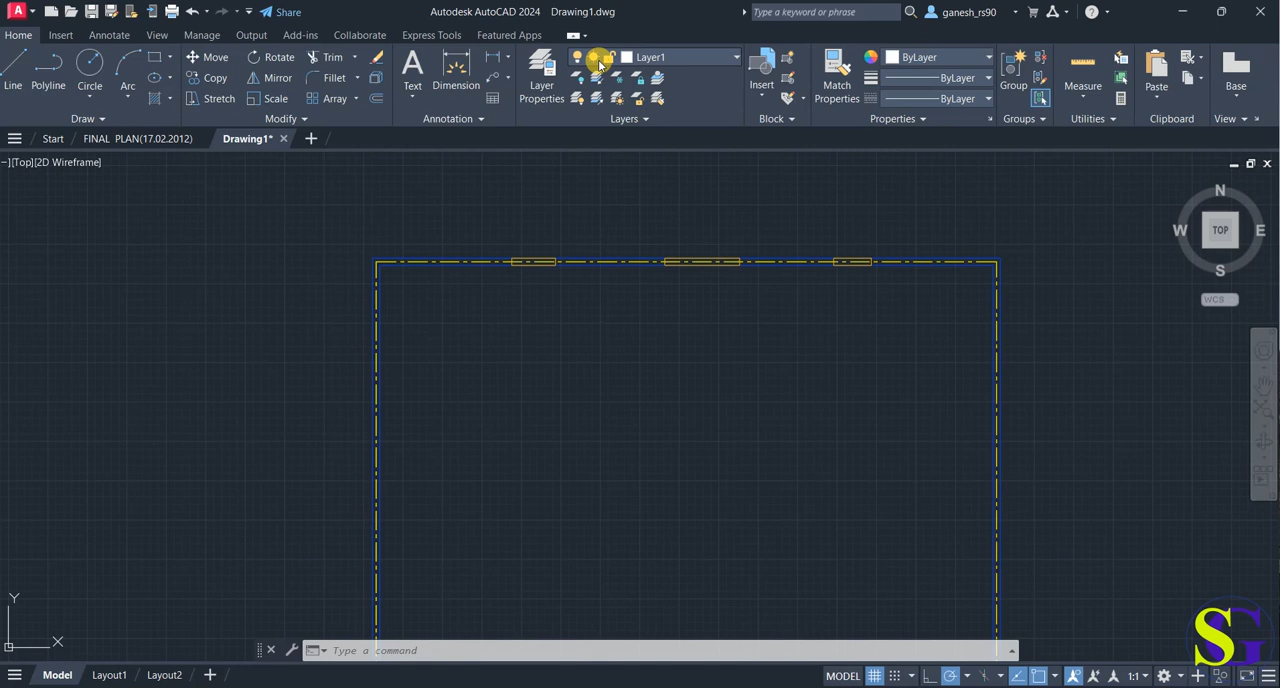 Share
Autodesk AutoCAD 2024 Drawing1.dwg
Type a keyword or phrase
ganesh_rs90
Home Insert Annotate View Manage Output Add-ins Collaborate Express Tools Featured Apps
Line Polyline Circle Arc
Move Rotate Trim
Copy Mirror Fillet
Stretch Scale Array
Text Dimension
Layer Properties
Layer1
Insert
Match Properties
ByLayer
ByLayer
ByLayer
Group
Measure
Paste
Base
Draw Modify Annotation Layers Block Properties Groups Utilities Clipboard View
Start FINAL PLAN(17.02.2012) Drawing1*
–][Top][2D Wireframe]
N
W TOP E
S
WCS
Y
X
Type a command
SG
Model Layout1 Layout2
MODEL 1:1